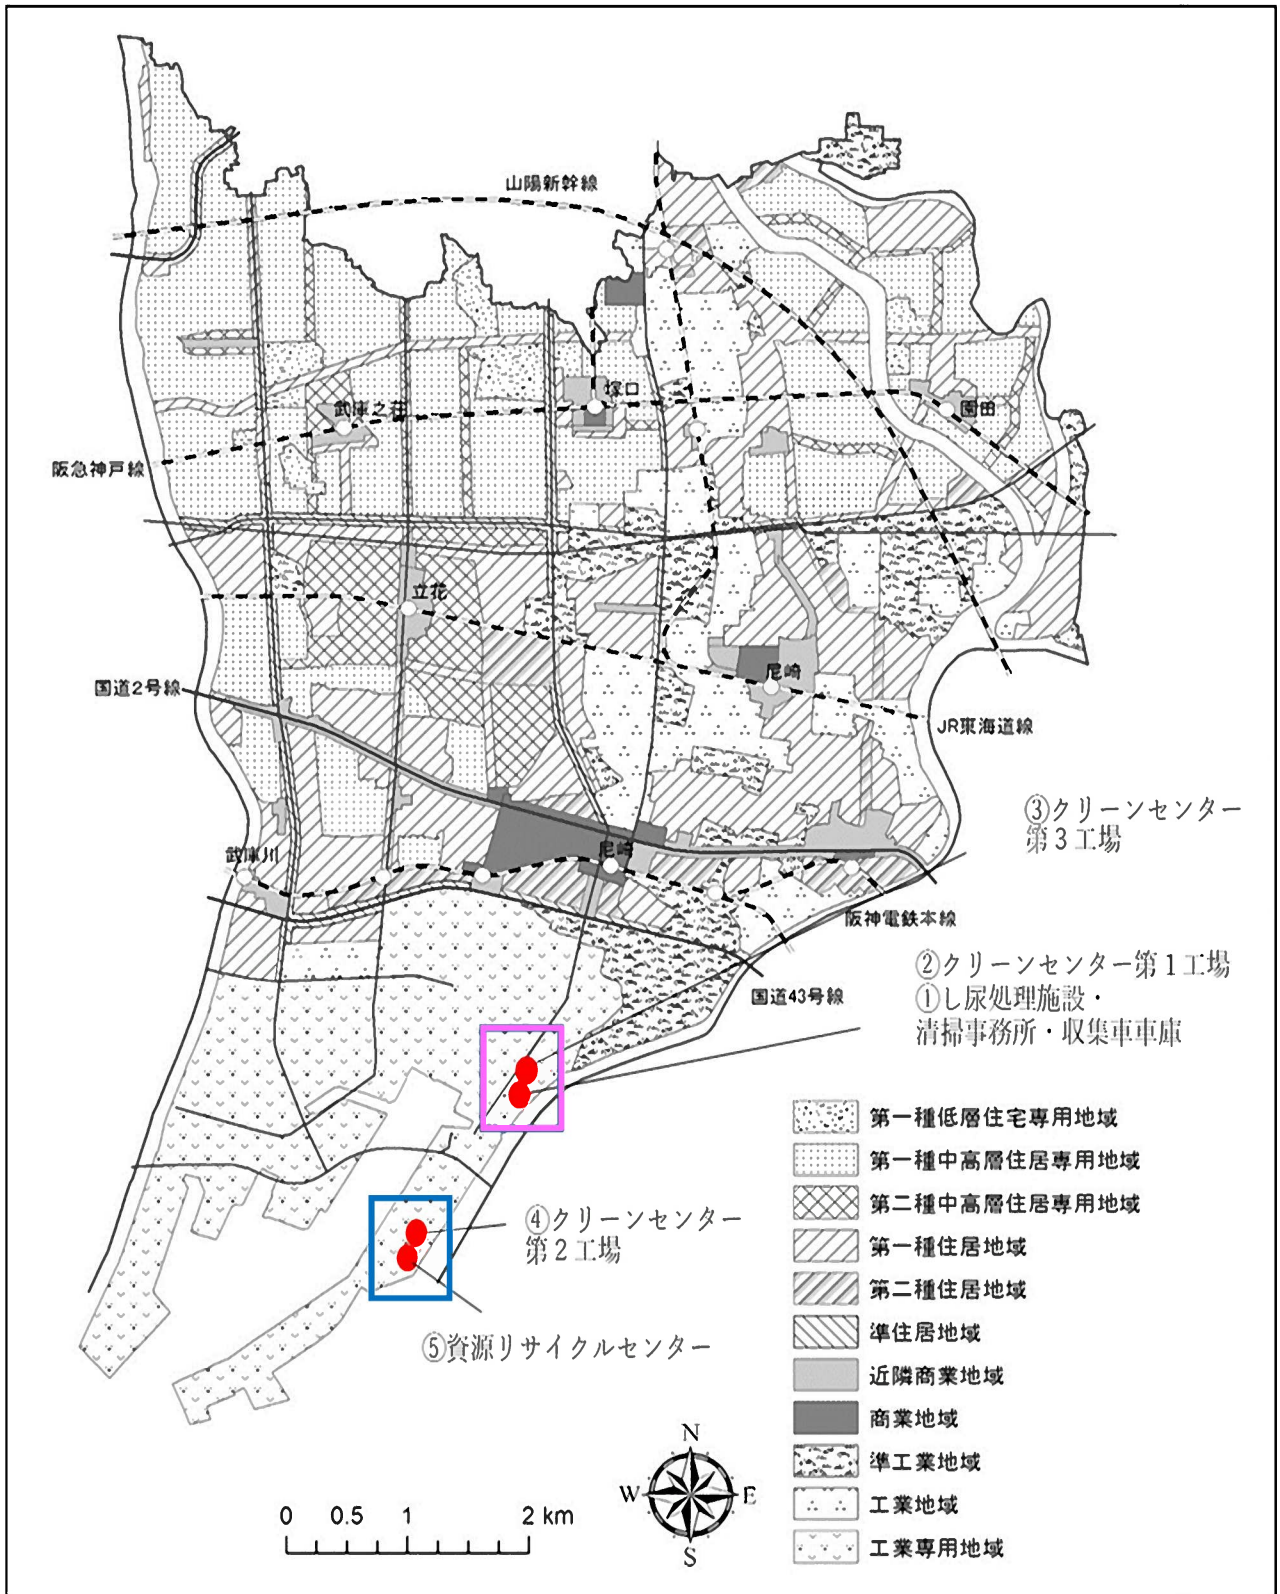 山陽新幹線
塚口
武庫之荘
園田
阪急神戸線
立花
尼崎
国道2号線
JR東海道線
③クリーンセンター
第3工場
武庫川
尼崎
阪神電鉄本線
②クリーンセンター第1工場
①し尿処理施設・
清掃事務所・収集車車庫
国道43号線
④クリーンセンター
第2工場
⑤資源リサイクルセンター
第一種低層住宅専用地域
第一種中高層住居専用地域
第二種中高層住居専用地域
第一種住居地域
第二種住居地域
準住居地域
近隣商業地域
商業地域
準工業地域
工業地域
工業専用地域
N
W E
S
0 0.5 1 2 km